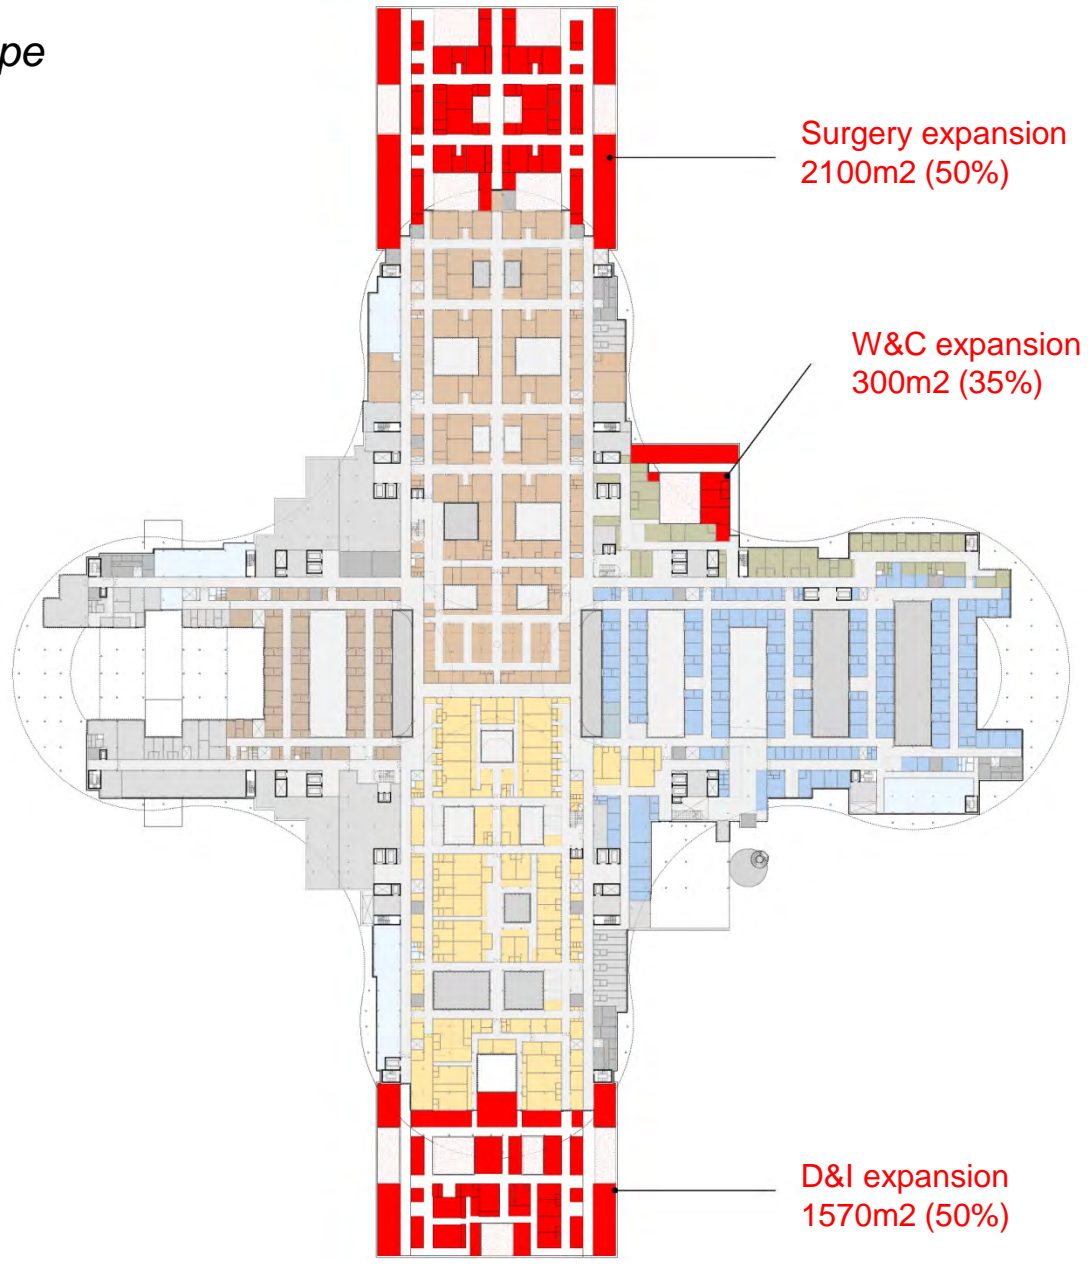 pe
Surgery expansion
2100m2 (50%)
W&C expansion
300m2 (35%)
D&I expansion
1570m2 (50%)